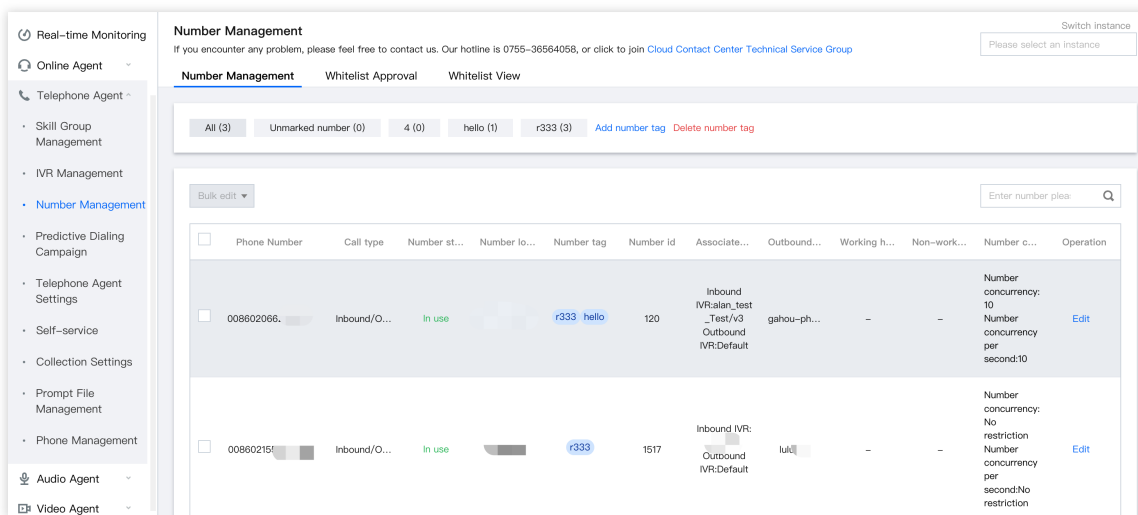 Real-time Monitoring
Online Agent
Telephone Agent
Skill Group
Management
IVR Management
Number Management
Predictive Dialing
Campaign
Telephone Agent
Settings
Self-service
Collection Settings
Prompt File
Management
Phone Management
Audio Agent
Video Agent
Number Management
Switch instance
If you encounter any problem, please feel free to contact us. Our hotline is 0755-36564058, or click to join Cloud Contact Center Technical Service Group
Please select an instance
Number Management Whitelist Approval Whitelist View
All (3) Unmarked number (0) 4 (0) hello (1) r333 (3) Add number tag Delete number tag
Bulk edit
Enter number plea
Phone Number Call type Number st... Number lo... Number tag Number id Associate... Outbound... Working h... Non-work... Number c... Operation
008602066 Inbound/O... In use r333 hello 120
Inbound
IVR:alan_test
_Test/v3
Outbound
IVR:Default
gahou-ph... – –
Number
concurrency:
10
Number
concurrency
per
second:10
Edit
00860215 Inbound/O... In use r333 1517
Inbound IVR:
Outbound
IVR:Default
– –
Number
concurrency:
No
restriction
Number
concurrency
per
second:No
restriction
Edit